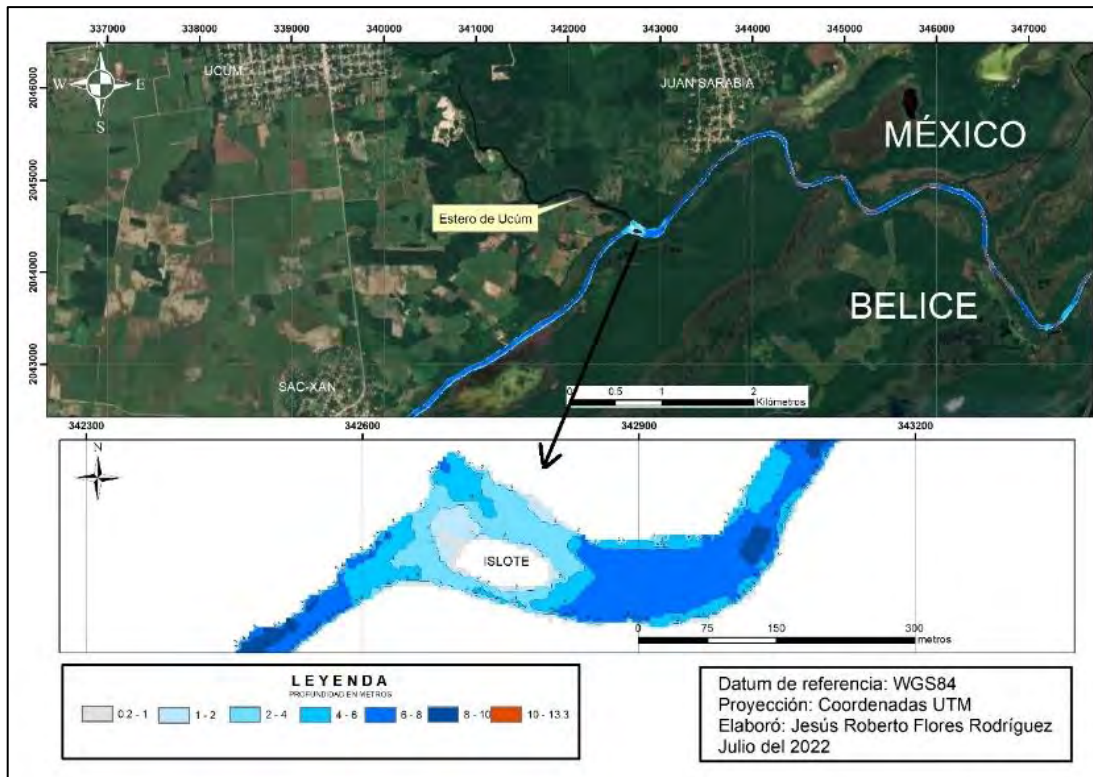 337000 338000 339000 340000 341000 342000 343000 344000 345000 346000 347000
N
W E
S
UCUM
JUAN SARABIA
2046000
MÉXICO
2045000
Estero de Ucúm
2044000
BELICE
2043000
SAC-XAN
0 0.5 1 2
Kilómetros
342300 342600 342900 343200
N
ISLOTE
0 75 150 300
metros
LEYENDA
PROFUNDIDAD EN METROS
0.2 - 1 1 - 2 2 - 4 4 - 6 6 - 8 8 - 10 10 - 13.3
Datum de referencia: WGS84
Proyección: Coordenadas UTM
Elaboró: Jesús Roberto Flores Rodríguez
Julio del 2022